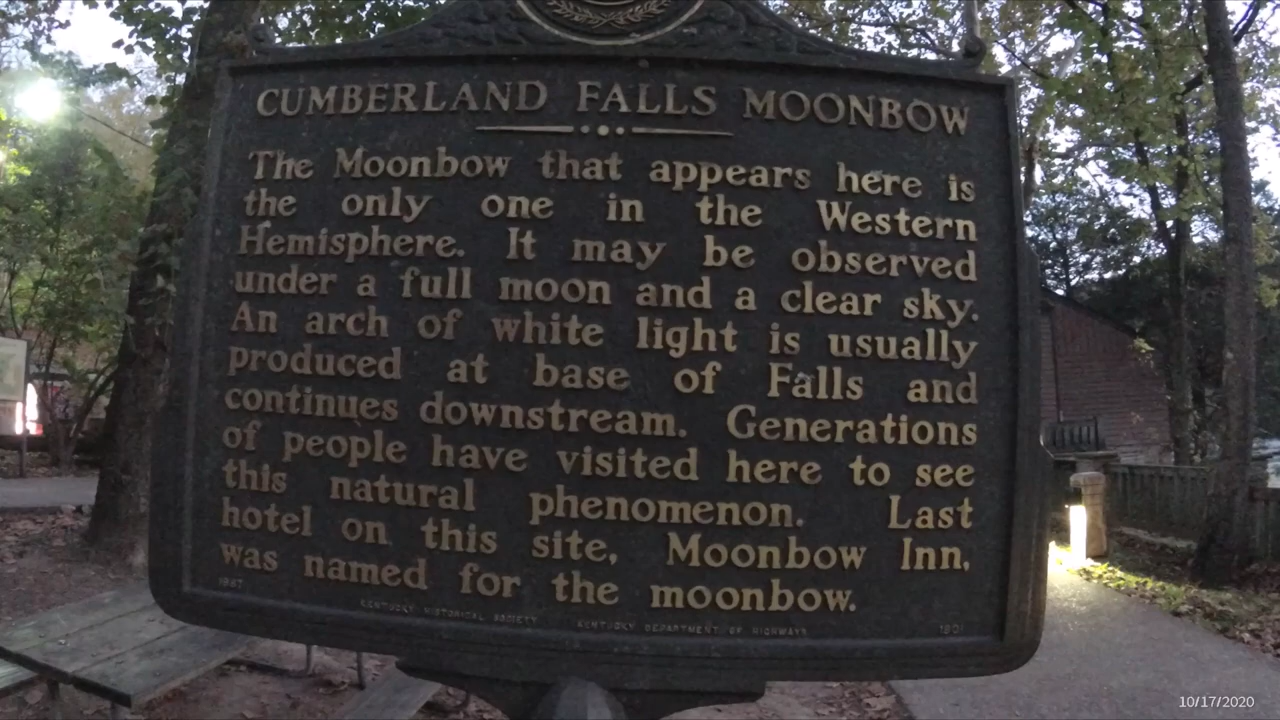 CUMBERLAND FALLS MOONBOW
The Moonbow that appears here is
the only one in the Western
Hemisphere. It may be observed
under a full moon and a clear sky.
An arch of white light is usually
produced at base of Falls and
continues downstream. Generations
of people have visited here to see
this natural phenomenon. Last
hotel on this site, Moonbow Inn,
was named for the moonbow.
1987 KENTUCKY HISTORICAL SOCIETY KENTUCKY DEPARTMENT OF HIGHWAYS 1801
10/17/2020